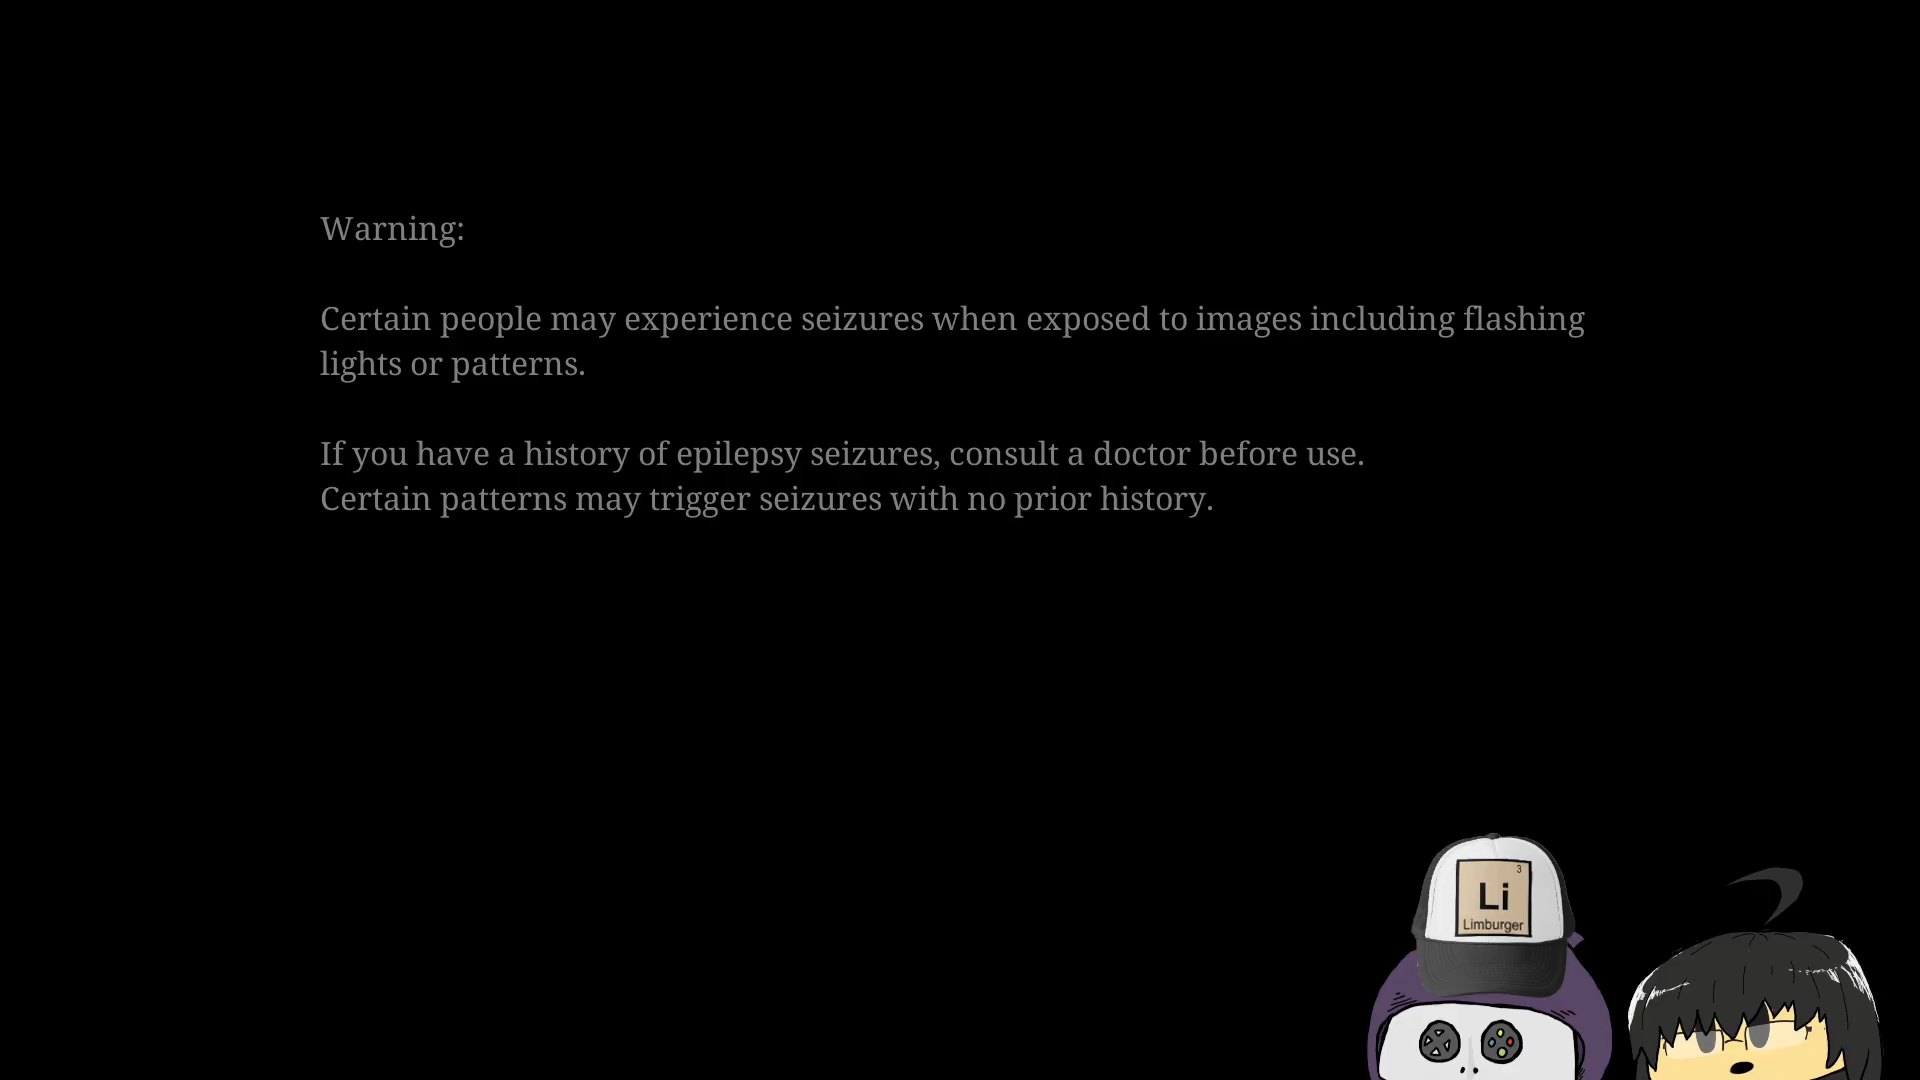 Warning:
Certain people may experience seizures when exposed to images including flashing
lights or patterns.
If you have a history of epilepsy seizures, consult a doctor before use.
Certain patterns may trigger seizures with no prior history.
3
Li
Limburger